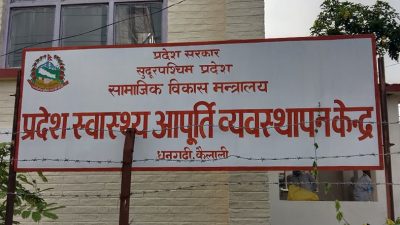 प्रदेश सरकार
सुदूरपश्चिम प्रदेश
सामाजिक विकास मन्त्रालय
प्रदेश स्वास्थ्य आपूर्ति व्यवस्थापन केन्द्र
धनगढी, कैलाली